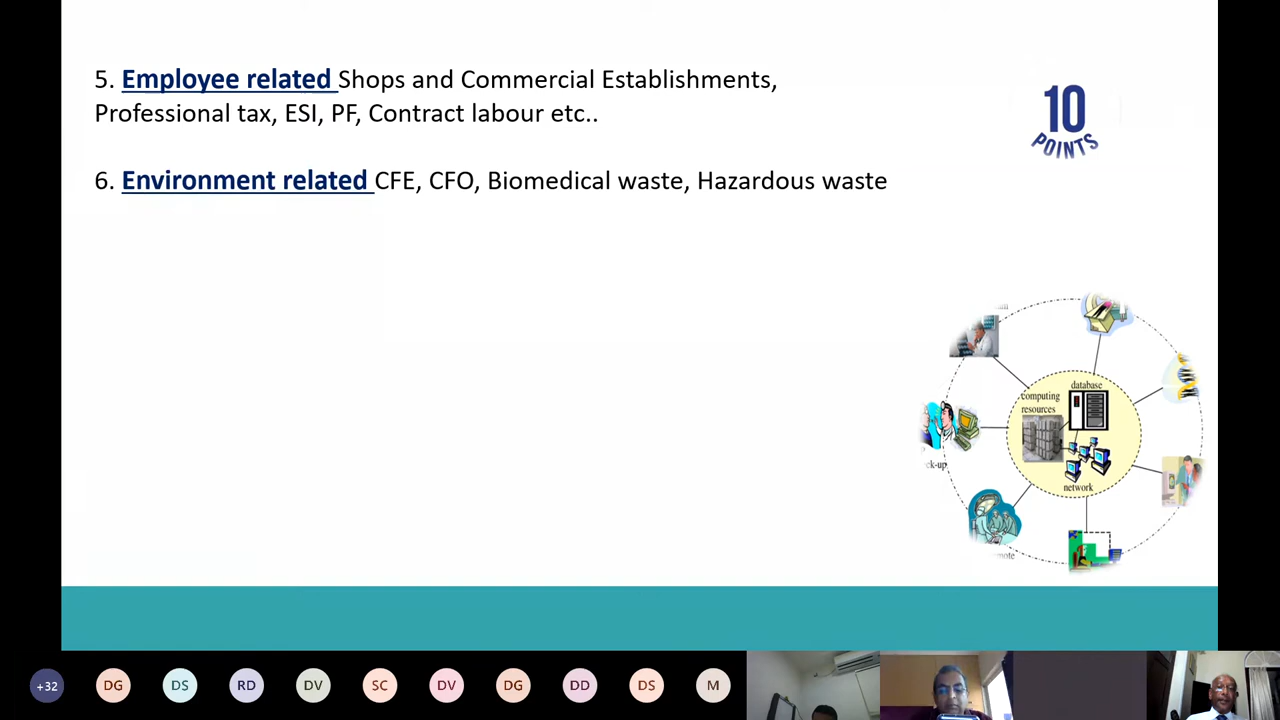 5. Employee related Shops and Commercial Establishments,
Professional tax, ESI, PF, Contract labour etc..
10
POINTS
6. Environment related CFE, CFO, Biomedical waste, Hazardous waste
database
computing
resources
network
+32 DG DS RD DV SC DV DG DD DS M